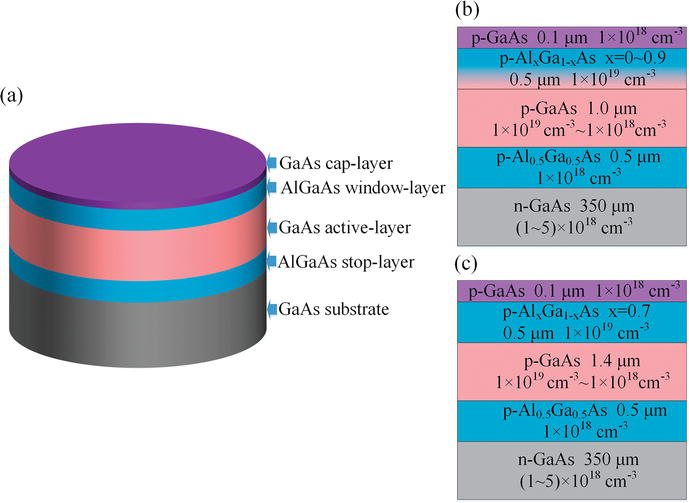 (a)
GaAs cap-layer
AlGaAs window-layer
GaAs active-layer
AlGaAs stop-layer
GaAs substrate
(b)
p-GaAs 0.1 μm 1×10¹⁸ cm⁻³
p-AlₓGa₁₋ₓAs x=0~0.9
0.5 μm 1×10¹⁹ cm⁻³
p-GaAs 1.0 μm
1×10¹⁹ cm⁻³~1×10¹⁸cm⁻³
p-Al₀.₅Ga₀.₅As 0.5 μm
1×10¹⁸ cm⁻³
n-GaAs 350 μm
(1~5)×10¹⁸ cm⁻³
(c)
p-GaAs 0.1 μm 1×10¹⁸ cm⁻³
p-AlₓGa₁₋ₓAs x=0.7
0.5 μm 1×10¹⁹ cm⁻³
p-GaAs 1.4 μm
1×10¹⁹ cm⁻³~1×10¹⁸cm⁻³
p-Al₀.₅Ga₀.₅As 0.5 μm
1×10¹⁸ cm⁻³
n-GaAs 350 μm
(1~5)×10¹⁸ cm⁻³